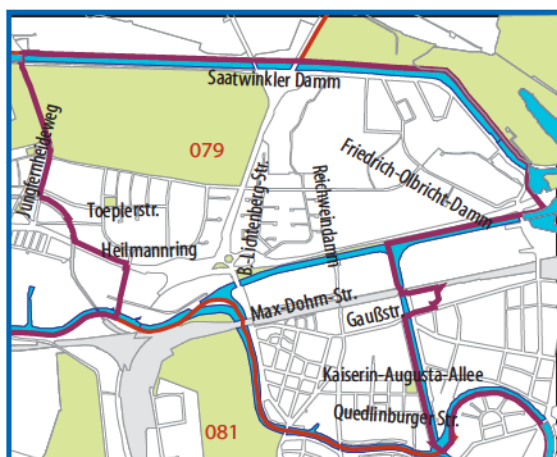 Saatwinkler Damm
Jungfernheideweg
079
Friedrich-Olbricht-Damm
Toeplerstr.
Reichweindamm
B.-Lichtenberg-Str.
Heilmannring
Max-Dohrn-Str.
Gaußstr.
Kaiserin-Augusta-Allee
Quedlinburger Str.
081